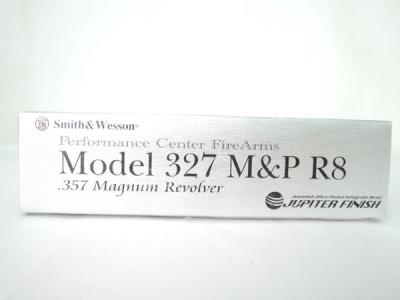 Smith&Wesson®
Performance Center FireArms
Model 327 M&P R8
.357 Magnum Revolver
JUPITER FINISH